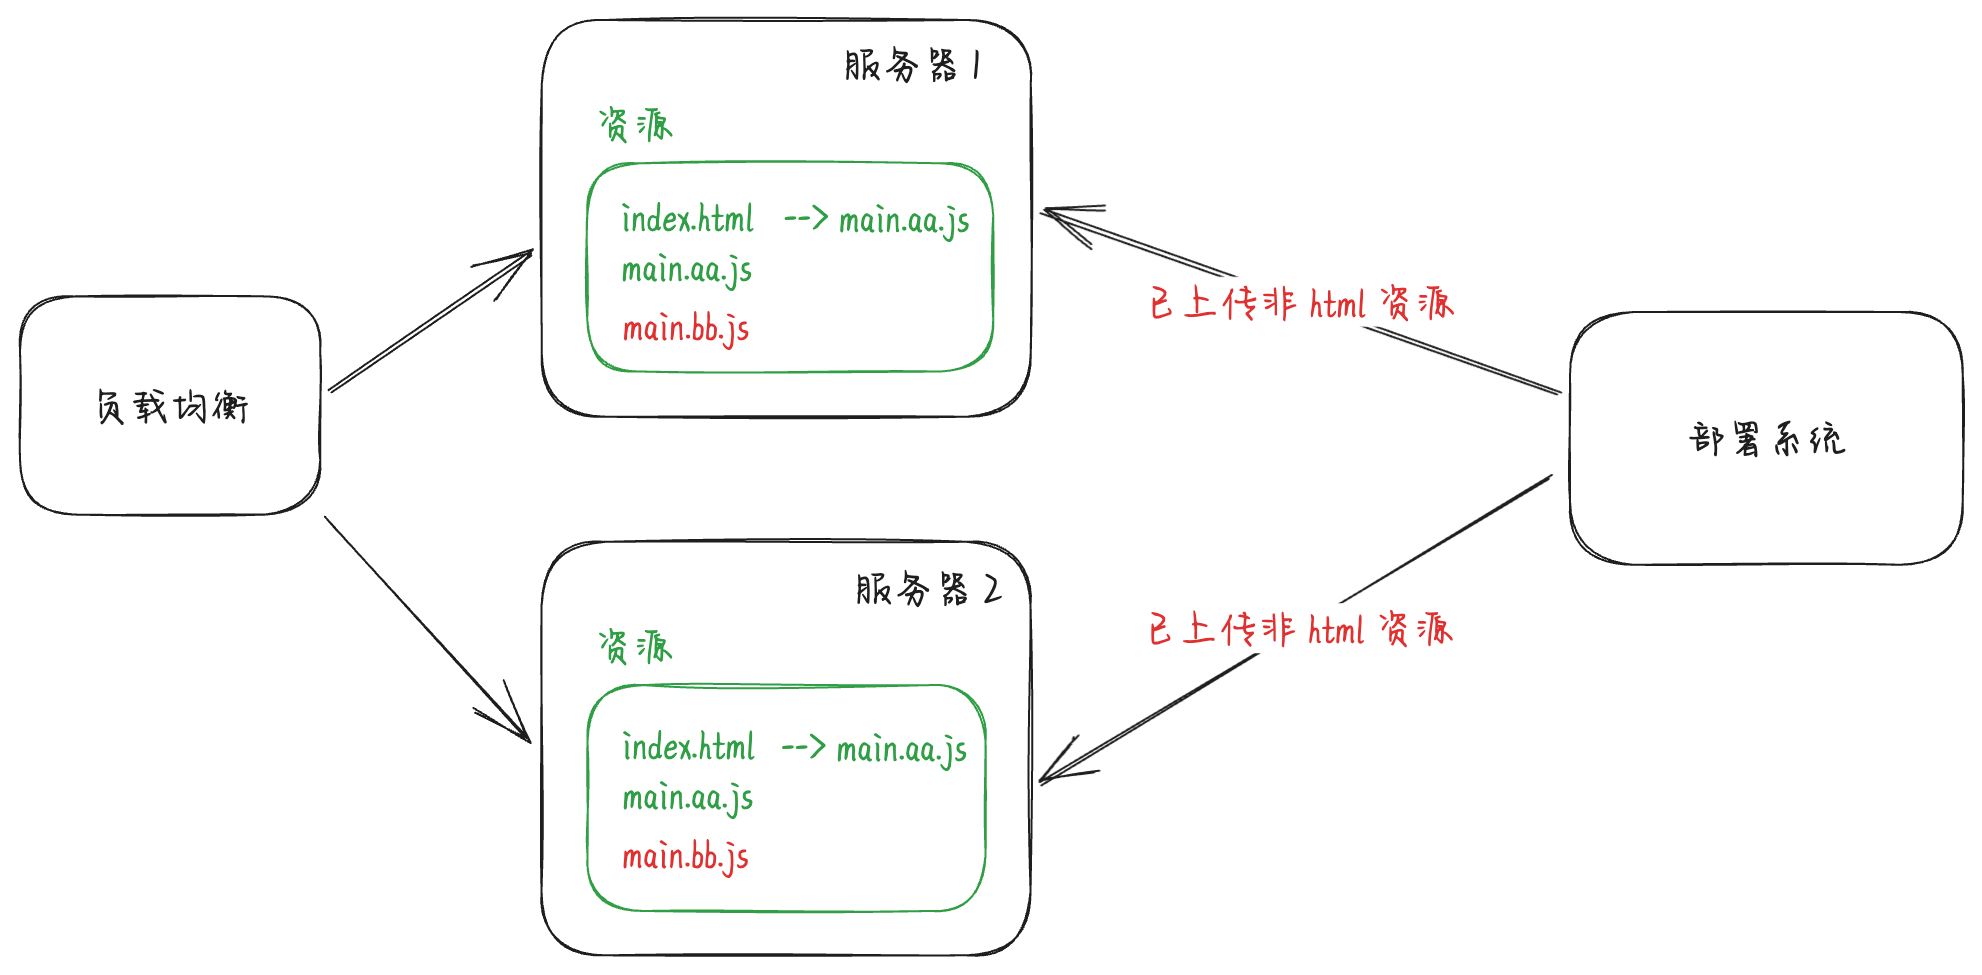 服务器 1
资源
index.html --> main.aa.js
main.aa.js
main.bb.js
已上传非 html 资源
负载均衡
部署系统
服务器 2
资源
已上传非 html 资源
index.html --> main.aa.js
main.aa.js
main.bb.js